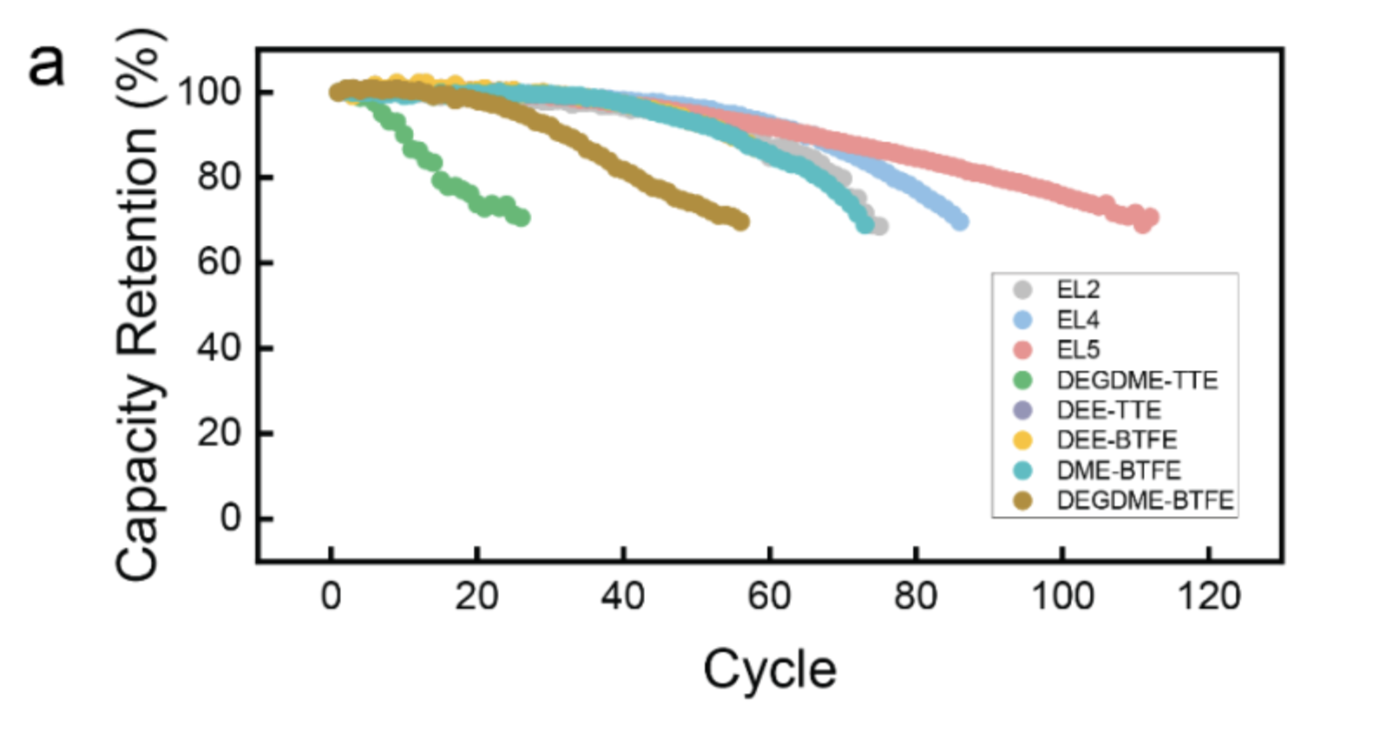 a
Capacity Retention (%)
100
80
60
40
20
0
EL2
EL4
EL5
DEGDME-TTE
DEE-TTE
DEE-BTFE
DME-BTFE
DEGDME-BTFE
0 20 40 60 80 100 120
Cycle